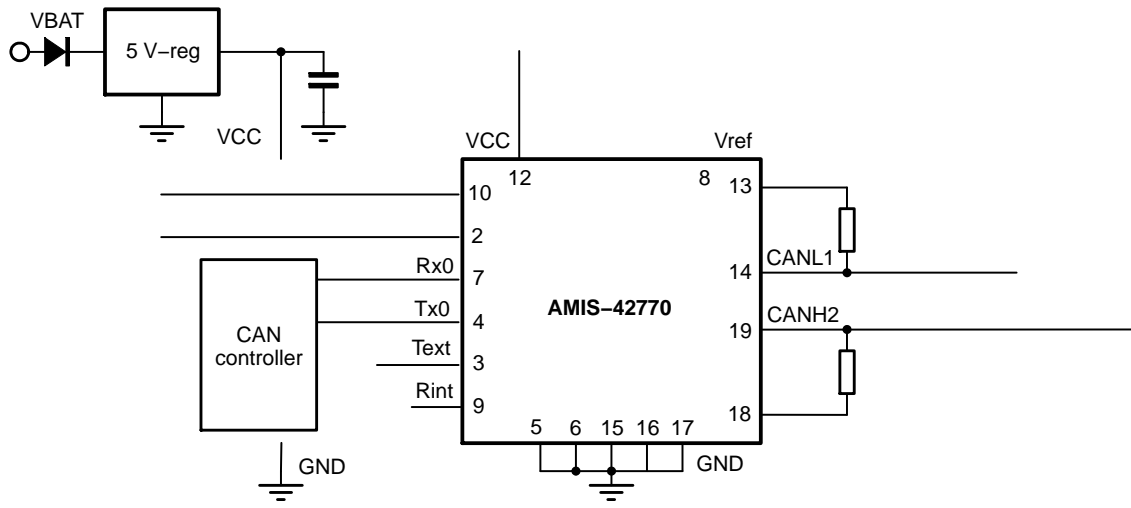 VBAT
5 V−reg
VCC
VCC
Vref
12
8
13
10
2
Rx0
7
14
CANL1
Tx0
4
AMIS−42770
19
CANH2
CAN
controller
Text
3
Rint
9
18
5
6
15
16
17
GND
GND